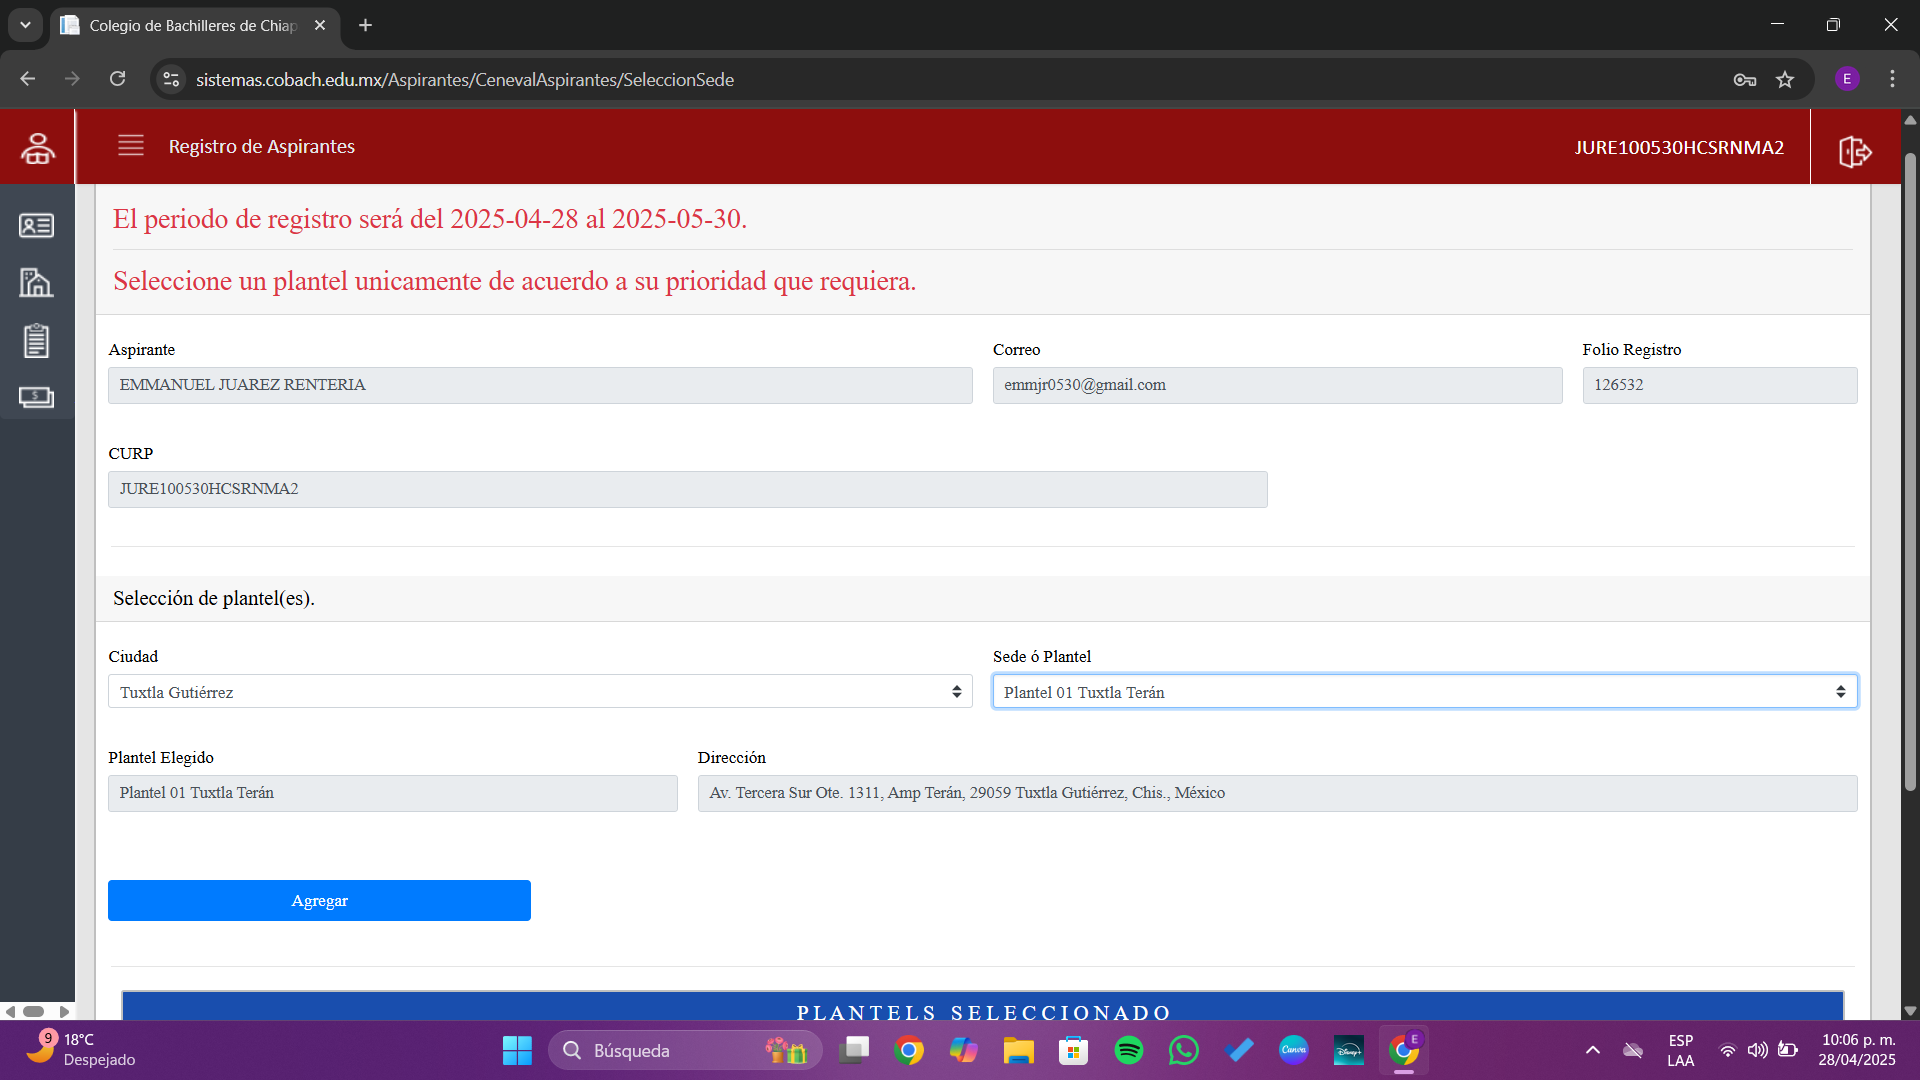 Colegio de Bachilleres de Chiap
sistemas.cobach.edu.mx/Aspirantes/CenevalAspirantes/SeleccionSede
E
Registro de Aspirantes
JURE100530HCSRNMA2
El periodo de registro será del 2025-04-28 al 2025-05-30.
Seleccione un plantel unicamente de acuerdo a su prioridad que requiera.
Aspirante
Correo
Folio Registro
EMMANUEL JUAREZ RENTERIA
emmjr0530@gmail.com
126532
CURP
JURE100530HCSRNMA2
Selección de plantel(es).
Ciudad
Sede ó Plantel
Tuxtla Gutiérrez
Plantel 01 Tuxtla Terán
Plantel Elegido
Dirección
Plantel 01 Tuxtla Terán
Av. Tercera Sur Ote. 1311, Amp Terán, 29059 Tuxtla Gutiérrez, Chis., México
Agregar
PLANTELS SELECCIONADO
9
18°C
Despejado
Búsqueda
Canva
Disney+
E
ESP
LAA
10:06 p. m.
28/04/2025